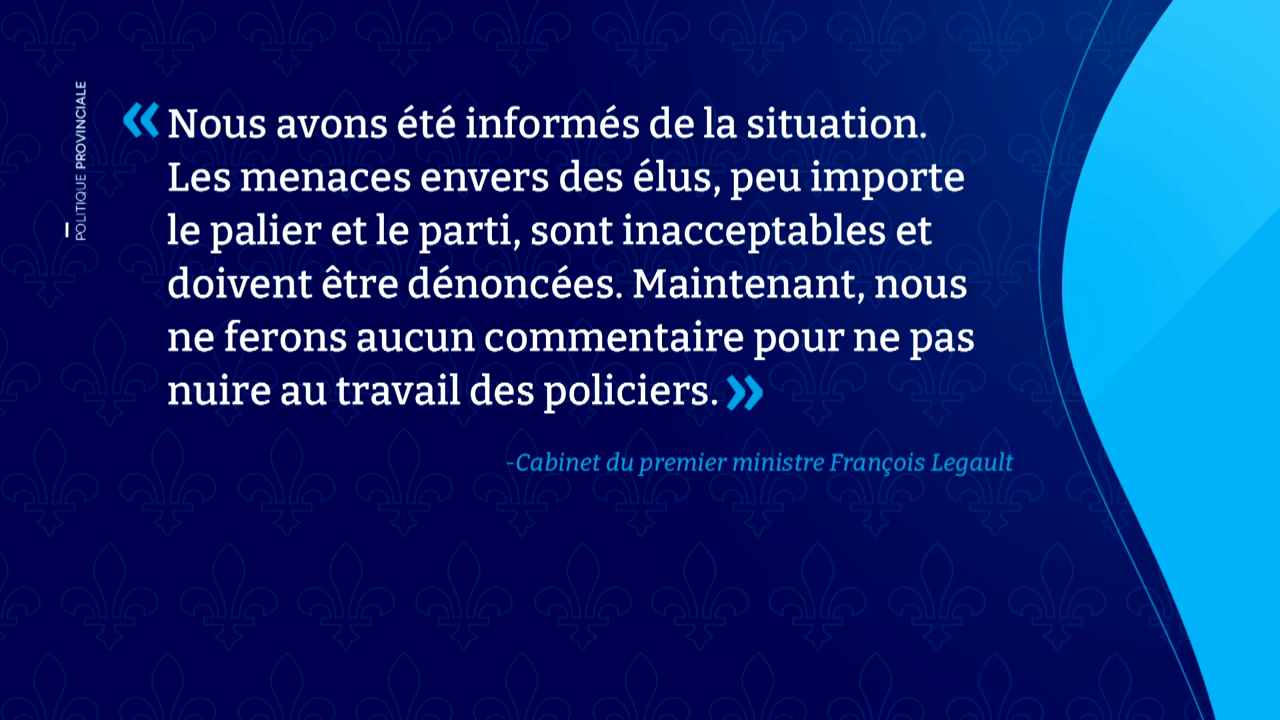 POLITIQUE PROVINCIALE
« Nous avons été informés de la situation.
Les menaces envers des élus, peu importe
le palier et le parti, sont inacceptables et
doivent être dénoncées. Maintenant, nous
ne ferons aucun commentaire pour ne pas
nuire au travail des policiers. »
-Cabinet du premier ministre François Legault